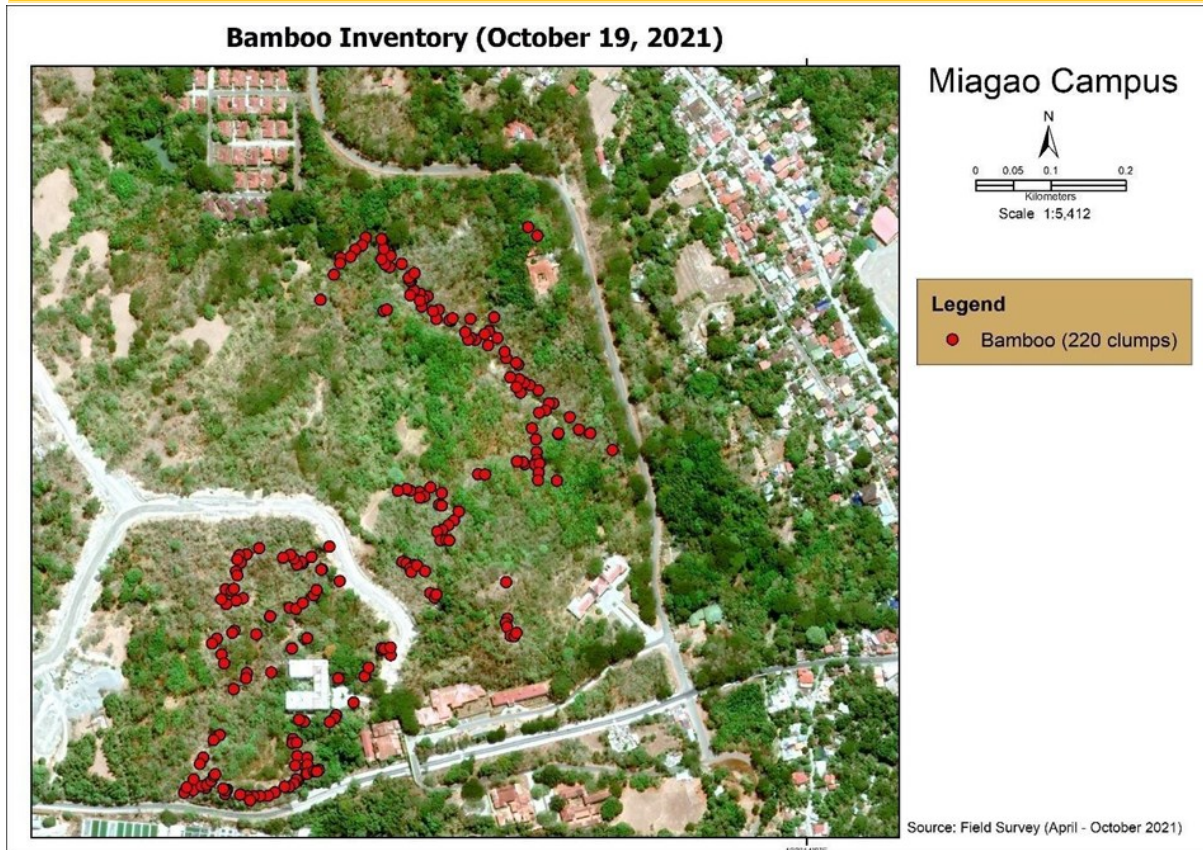 Bamboo Inventory (October 19, 2021)
Miagao Campus
N
0 0.05 0.1 0.2
Kilometers
Scale 1:5,412
Legend
Bamboo (220 clumps)
Source: Field Survey (April - October 2021)